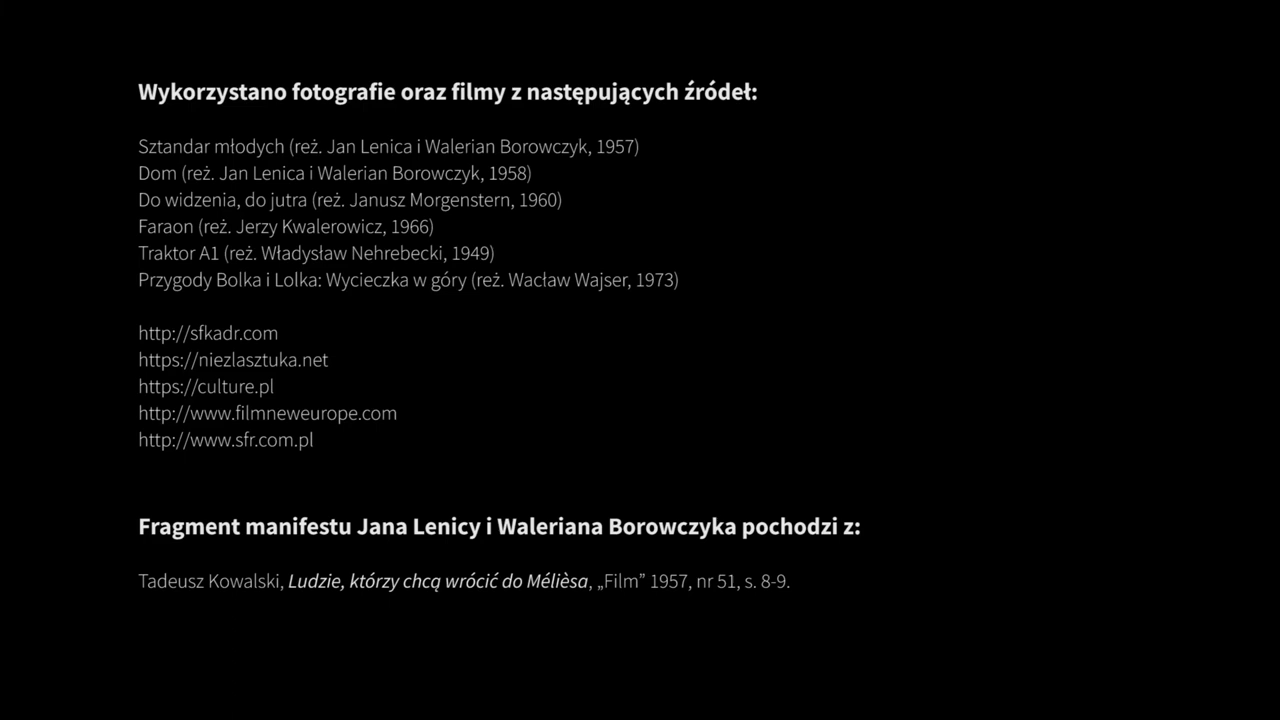 Wykorzystano fotografie oraz filmy z następujących źródeł:
Sztandar młodych (reż. Jan Lenica i Walerian Borowczyk, 1957)
Dom (reż. Jan Lenica i Walerian Borowczyk, 1958)
Do widzenia, do jutra (reż. Janusz Morgenstern, 1960)
Faraon (reż. Jerzy Kwalerowicz, 1966)
Traktor A1 (reż. Władysław Nehrebecki, 1949)
Przygody Bolka i Lolka: Wycieczka w góry (reż. Wacław Wajser, 1973)
http://sfkadr.com
https://niezlasztuka.net
https://culture.pl
http://www.filmneweurope.com
http://www.sfr.com.pl
Fragment manifestu Jana Lenicy i Waleriana Borowczyka pochodzi z:
Tadeusz Kowalski, Ludzie, którzy chcą wrócić do Mélièsa, „Film” 1957, nr 51, s. 8-9.